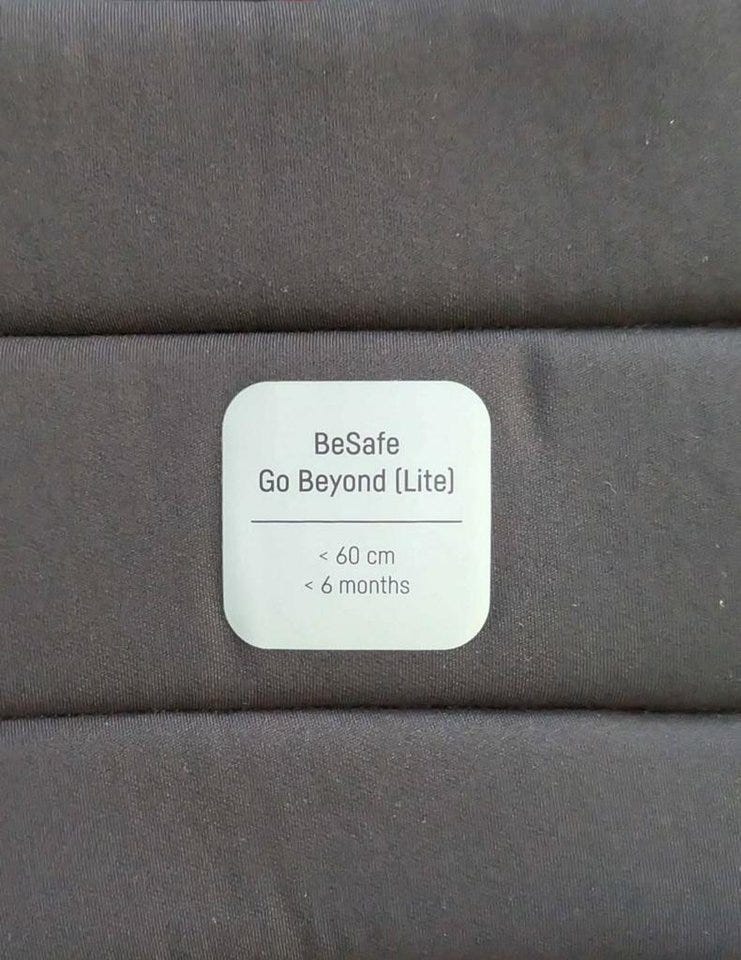 BeSafe
Go Beyond (Lite)
< 60 cm
< 6 months